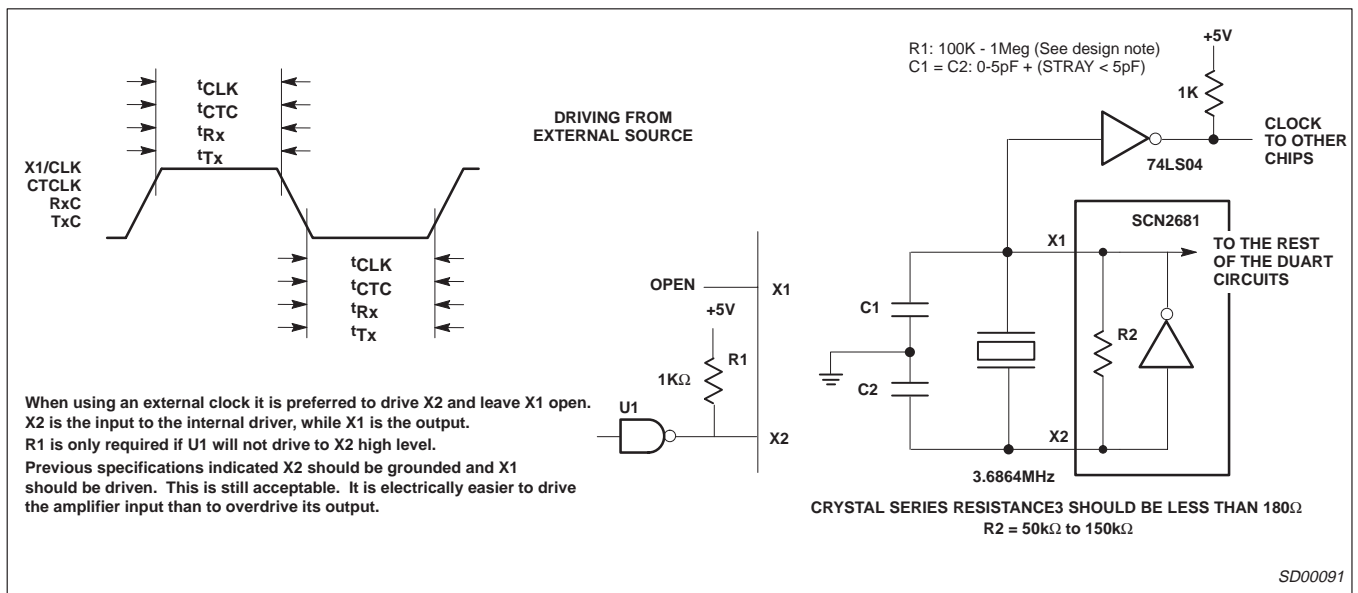 tCLK
tCTC
tRx
tTx
X1/CLK
CTCLK
RxC
TxC
tCLK
tCTC
tRx
tTx
When using an external clock it is preferred to drive X2 and leave X1 open.
X2 is the input to the internal driver, while X1 is the output.
R1 is only required if U1 will not drive to X2 high level.
Previous specifications indicated X2 should be grounded and X1
should be driven. This is still acceptable. It is electrically easier to drive
the amplifier input than to overdrive its output.
DRIVING FROM
EXTERNAL SOURCE
OPEN
X1
+5V
R1
1KΩ
U1
X2
R1: 100K - 1Meg (See design note)
C1 = C2: 0-5pF + (STRAY < 5pF)
+5V
1K
CLOCK
TO OTHER
CHIPS
74LS04
SCN2681
X1
TO THE REST
OF THE DUART
CIRCUITS
C1
R2
C2
X2
3.6864MHz
CRYSTAL SERIES RESISTANCE3 SHOULD BE LESS THAN 180Ω
R2 = 50kΩ to 150kΩ
SD00091